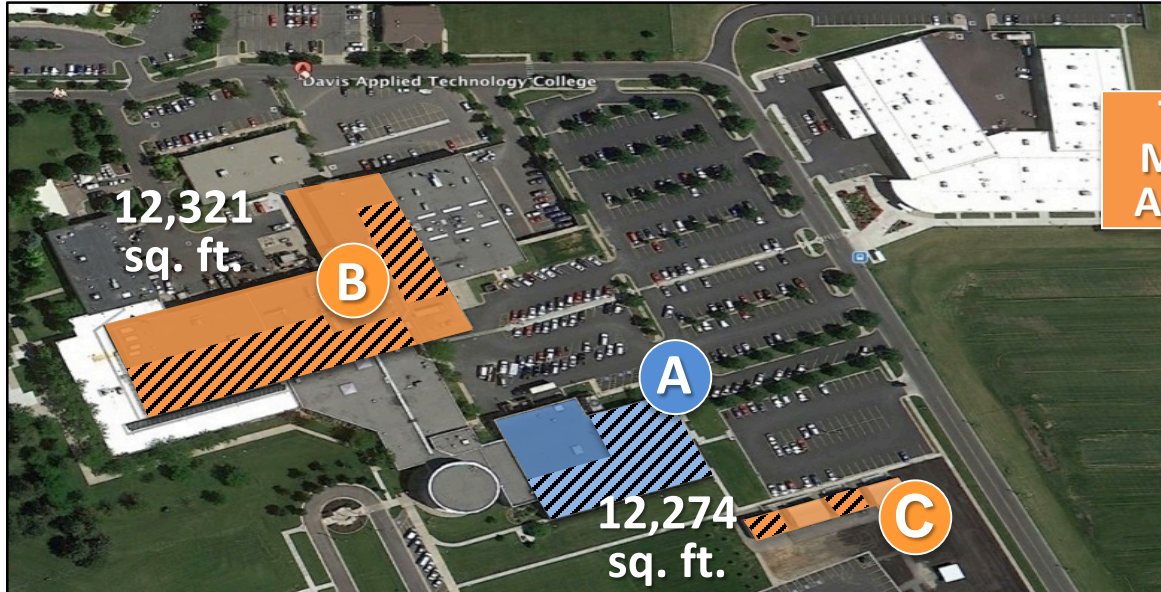 Davis Applied Technology College
12,321
sq. ft.
B
A
12,274
sq. ft.
C
M
A